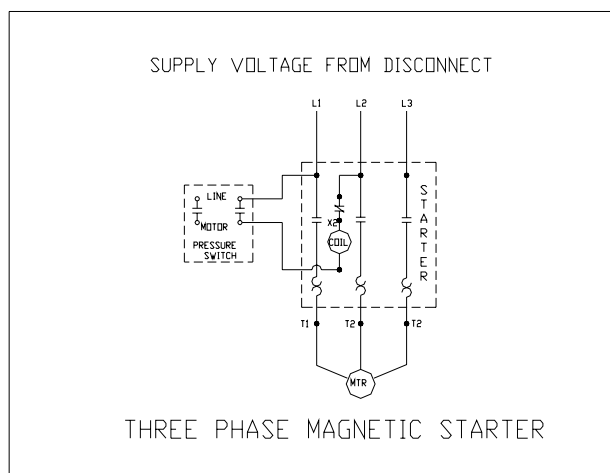 SUPPLY VOLTAGE FROM DISCONNECT
L1 L2 L3
LINE
MOTOR
PRESSURE
SWITCH
X2
COIL
STARTER
T1 T2 T2
MTR
THREE PHASE MAGNETIC STARTER